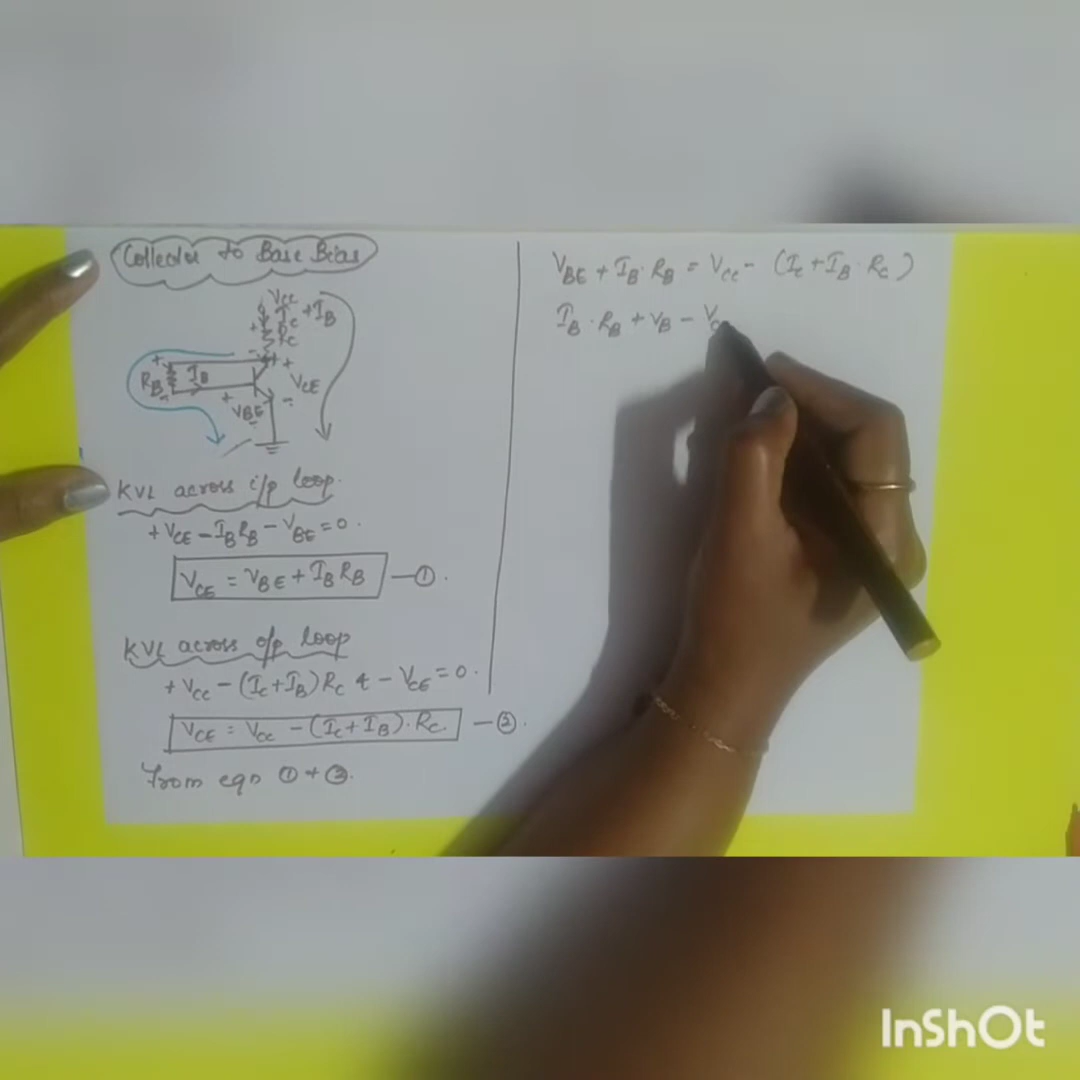 Collector to Base Bias
VCC
IC + IB
RC
+
-
+
+
RB
IB
VCE
-
+
VBE
-
-
KVL across i/p loop.
+VCE - IBRB - VBE = 0.
VCE = VBE + IBRB — ①.
KVL across o/p loop
+VCC - (IC+IB)RC - VCE = 0.
VCE = VCC - (IC+IB).RC. — ②.
From eqn ① + ②.
VBE + IB·RB = VCC - (IC + IB·RC)
IB·RB + VB - VC
InShOt